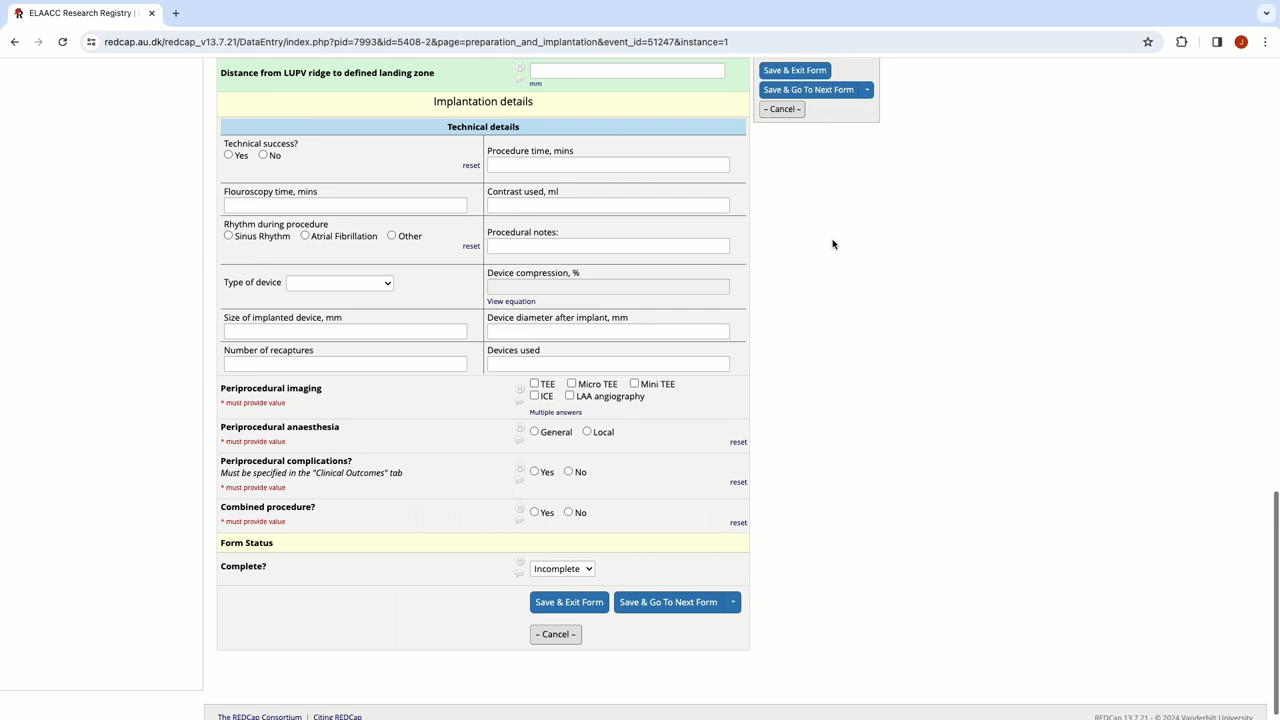 ELAACC Research Registry |
redcap.au.dk/redcap_v13.7.21/DataEntry/index.php?pid=7993&id=5408-2&page=preparation_and_implantation&event_id=51247&instance=1
J
Distance from LUPV ridge to defined landing zone
H
mm
Save & Exit Form
Save & Go To Next Form
– Cancel –
Implantation details
Technical details
Technical success?
Yes No
reset
Procedure time, mins
Flouroscopy time, mins
Contrast used, ml
Rhythm during procedure
Sinus Rhythm Atrial Fibrillation Other
reset
Procedural notes:
Type of device
Device compression, %
View equation
Size of implanted device, mm
Device diameter after implant, mm
Number of recaptures
Devices used
Periprocedural imaging
* must provide value
H
TEE Micro TEE Mini TEE
ICE LAA angiography
Multiple answers
Periprocedural anaesthesia
* must provide value
H
General Local
reset
Periprocedural complications?
Must be specified in the "Clinical Outcomes" tab
* must provide value
H
Yes No
reset
Combined procedure?
* must provide value
H
Yes No
reset
Form Status
Complete?
H
Incomplete
Save & Exit Form Save & Go To Next Form
– Cancel –
The REDCap Consortium | Citing REDCap
REDCap 13.7.21 - © 2024 Vanderbilt University